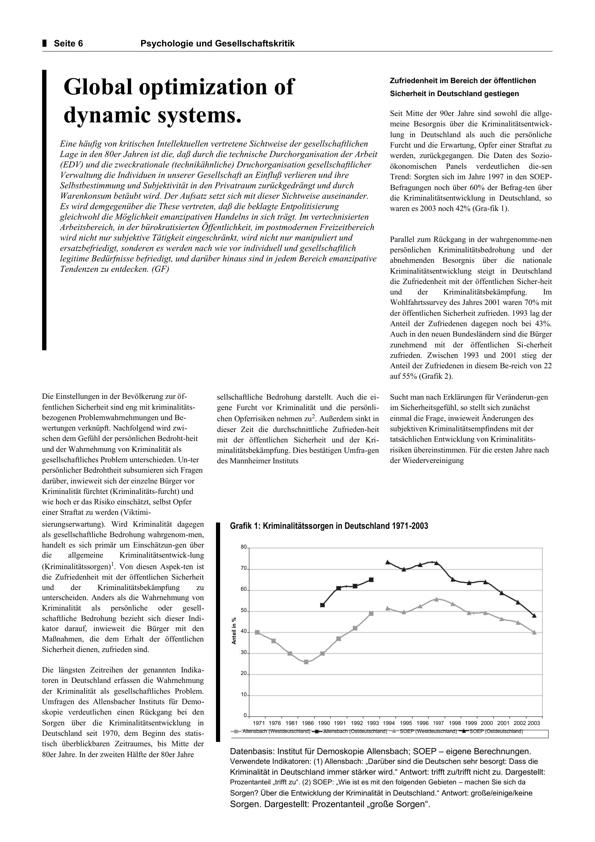 Seite 6
Psychologie und Gesellschaftskritik
Global optimization of
dynamic systems.
Eine häufig von kritischen Intellektuellen vertretene Sichtweise der gesellschaftlichen
Lage in den 80er Jahren ist die, daß durch die technische Durchorganisation der Arbeit
(EDV) und die zweckrationale (technikähnliche) Druchorganisation gesellschaftlicher
Verwaltung die Individuen in unserer Gesellschaft an Einfluß verlieren und ihre
Selbstbestimmung und Subjektivität in den Privatraum zurückgedrängt und durch
Warenkonsum betäubt wird. Der Aufsatz setzt sich mit dieser Sichtweise auseinander.
Es wird demgegenüber die These vertreten, daß die beklagte Entpolitisierung
gleichwohl die Möglichkeit emanzipativen Handelns in sich trägt. Im vertechnisierten
Arbeitsbereich, in der bürokratisierten Öffentlichkeit, im postmodernen Freizeitbereich
wird nicht nur subjektive Tätigkeit eingeschränkt, wird nicht nur manipuliert und
ersatzbefriedigt, sonderen es werden nach wie vor individuell und gesellschaftlich
legitime Bedürfnisse befriedigt, und darüber hinaus sind in jedem Bereich emanzipative
Tendenzen zu entdecken. (GF)
Zufriedenheit im Bereich der öffentlichen
Sicherheit in Deutschland gestiegen
Seit Mitte der 90er Jahre sind sowohl die allge-
meine Besorgnis über die Kriminalitätsentwick-
lung in Deutschland als auch die persönliche
Furcht und die Erwartung, Opfer einer Straftat zu
werden, zurückgegangen. Die Daten des Sozio-
ökonomischen Panels verdeutlichen die-sen
Trend: Sorgten sich im Jahre 1997 in den SOEP-
Befragungen noch über 60% der Befrag-ten über
die Kriminalitätsentwicklung in Deutschland, so
waren es 2003 noch 42% (Gra-fik 1).
Parallel zum Rückgang in der wahrgenomme-nen
persönlichen Kriminalitätsbedrohung und der
abnehmenden Besorgnis über die nationale
Kriminalitätsentwicklung steigt in Deutschland
die Zufriedenheit mit der öffentlichen Sicher-heit
und der Kriminalitätsbekämpfung. Im
Wohlfahrtssurvey des Jahres 2001 waren 70% mit
der öffentlichen Sicherheit zufrieden. 1993 lag der
Anteil der Zufriedenen dagegen noch bei 43%.
Auch in den neuen Bundesländern sind die Bürger
zunehmend mit der öffentlichen Si-cherheit
zufrieden. Zwischen 1993 und 2001 stieg der
Anteil der Zufriedenen in diesem Be-reich von 22
auf 55% (Grafik 2).
Die Einstellungen in der Bevölkerung zur öf-
fentlichen Sicherheit sind eng mit kriminalitäts-
bezogenen Problemwahrnehmungen und Be-
wertungen verknüpft. Nachfolgend wird zwi-
schen dem Gefühl der persönlichen Bedroht-heit
und der Wahrnehmung von Kriminalität als
gesellschaftliches Problem unterschieden. Un-ter
persönlicher Bedrohtheit subsumieren sich Fragen
darüber, inwieweit sich der einzelne Bürger vor
Kriminalität fürchtet (Kriminalitäts-furcht) und
wie hoch er das Risiko einschätzt, selbst Opfer
einer Straftat zu werden (Viktimi-
sierungserwartung). Wird Kriminalität dagegen
als gesellschaftliche Bedrohung wahrgenom-men,
handelt es sich primär um Einschätzun-gen über
die allgemeine Kriminalitätsentwick-lung
(Kriminalitätssorgen)1. Von diesen Aspek-ten ist
die Zufriedenheit mit der öffentlichen Sicherheit
und der Kriminalitätsbekämpfung zu
unterscheiden. Anders als die Wahrnehmung von
Kriminalität als persönliche oder gesell-
schaftliche Bedrohung bezieht sich dieser Indi-
kator darauf, inwieweit die Bürger mit den
Maßnahmen, die dem Erhalt der öffentlichen
Sicherheit dienen, zufrieden sind.
Die längsten Zeitreihen der genannten Indika-
toren in Deutschland erfassen die Wahrnehmung
der Kriminalität als gesellschaftliches Problem.
Umfragen des Allensbacher Instituts für Demo-
skopie verdeutlichen einen Rückgang bei den
Sorgen über die Kriminalitätsentwicklung in
Deutschland seit 1970, dem Beginn des statis-
tisch überblickbaren Zeitraumes, bis Mitte der
80er Jahre. In der zweiten Hälfte der 80er Jahre
sellschaftliche Bedrohung darstellt. Auch die ei-
gene Furcht vor Kriminalität und die persönli-
chen Opferrisiken nehmen zu2. Außerdem sinkt in
dieser Zeit die durchschnittliche Zufrieden-heit
mit der öffentlichen Sicherheit und der Kri-
minalitätsbekämpfung. Dies bestätigen Umfra-gen
des Mannheimer Instituts
Sucht man nach Erklärungen für Veränderun-gen
im Sicherheitsgefühl, so stellt sich zunächst
einmal die Frage, inwieweit Änderungen des
subjektiven Kriminalitätsempfindens mit der
tatsächlichen Entwicklung von Kriminalitäts-
risiken übereinstimmen. Für die ersten Jahre nach
der Wiedervereinigung
Grafik 1: Kriminalitätssorgen in Deutschland 1971-2003
Anteil in %
80
70
60
50
40
30
20
10
0
1971 1976 1981 1986 1990 1991 1992 1993 1994 1995 1996 1997 1998 1999 2000 2001 2002 2003
Allensbach (Westdeutschland) Allensbach (Ostdeutschland) SOEP (Westdeutschland) SOEP (Ostdeutschland)
Datenbasis: Institut für Demoskopie Allensbach; SOEP – eigene Berechnungen.
Verwendete Indikatoren: (1) Allensbach: „Darüber sind die Deutschen sehr besorgt: Dass die
Kriminalität in Deutschland immer stärker wird.“ Antwort: trifft zu/trifft nicht zu. Dargestellt:
Prozentanteil „trifft zu“. (2) SOEP: „Wie ist es mit den folgenden Gebieten – machen Sie sich da
Sorgen? Über die Entwicklung der Kriminalität in Deutschland.“ Antwort: große/einige/keine
Sorgen. Dargestellt: Prozentanteil „große Sorgen“.